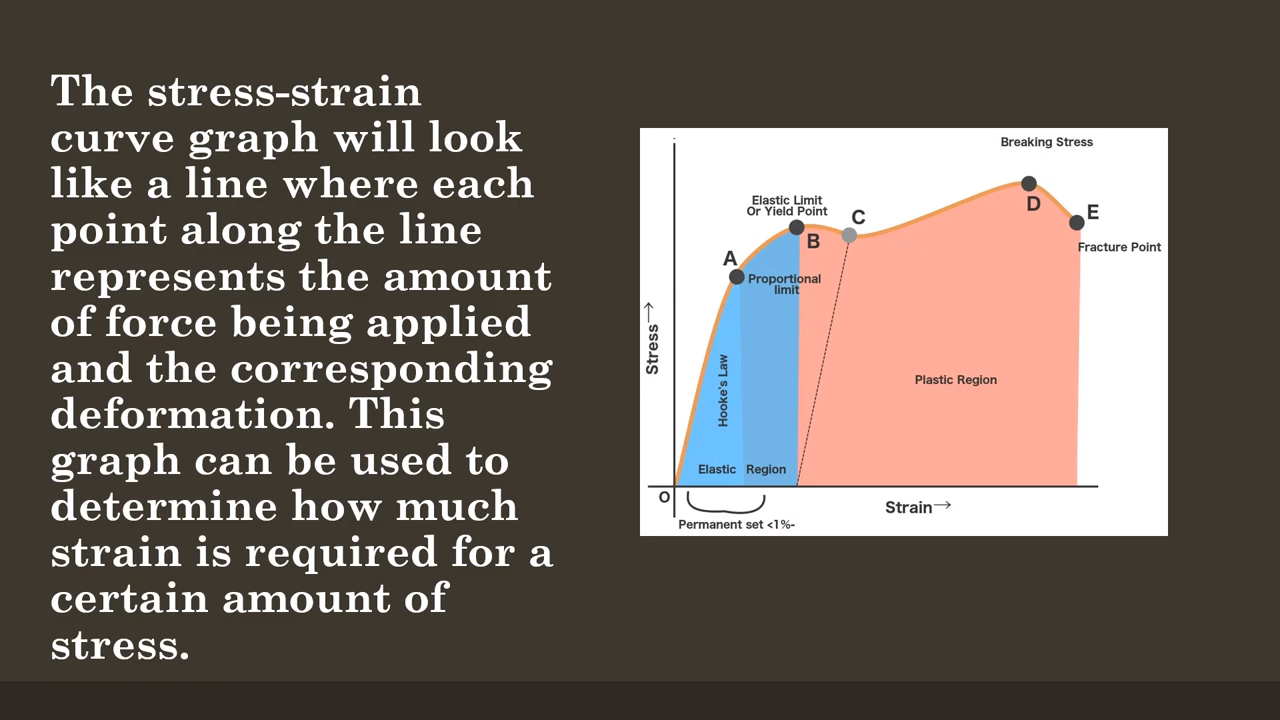 The stress-strain
curve graph will look
like a line where each
point along the line
represents the amount
of force being applied
and the corresponding
deformation. This
graph can be used to
determine how much
strain is required for a
certain amount of
stress.
Breaking Stress
Elastic Limit
Or Yield Point
C
D
E
B
Fracture Point
A
Proportional
limit
Stress→
Hooke's Law
Plastic Region
Elastic Region
O
Strain→
Permanent set <1%-